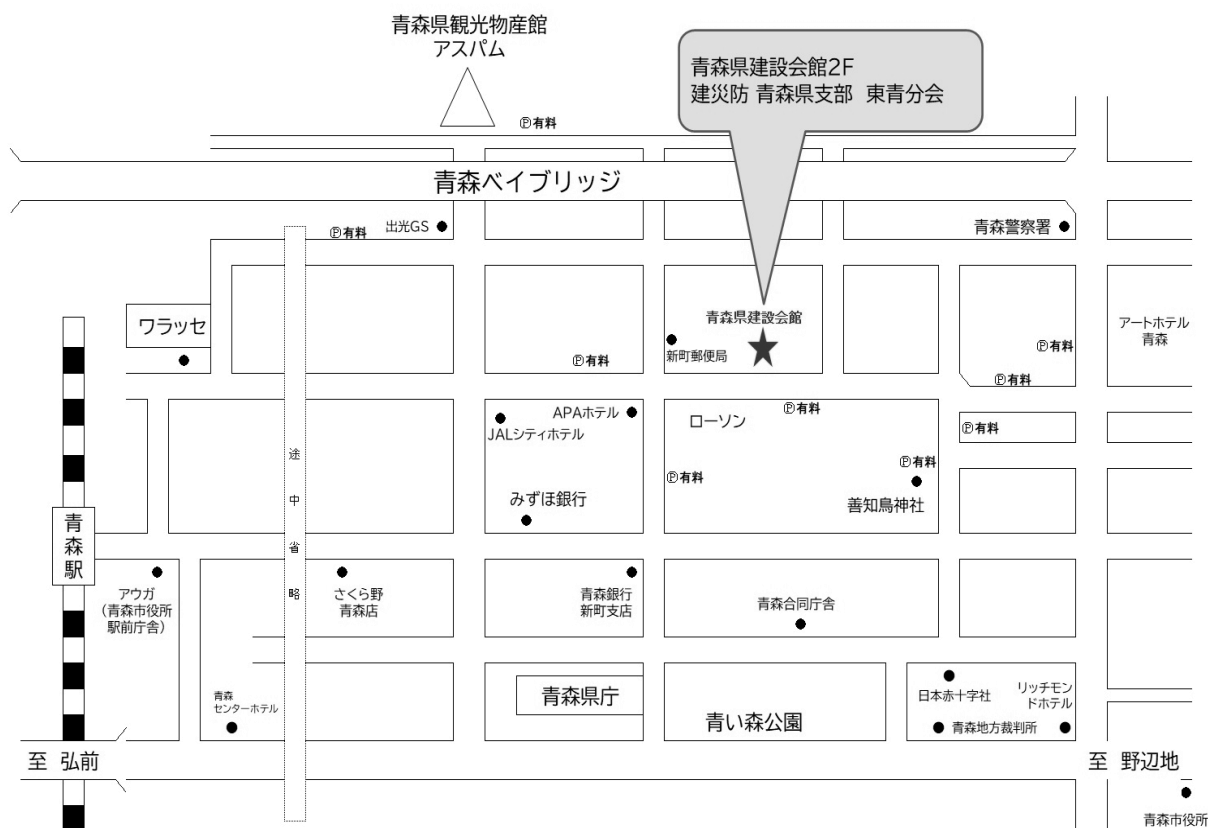 青森県観光物産館
アスパム
青森県建設会館2F
建災防 青森県支部 東青分会
Ⓟ有料
青森ベイブリッジ
Ⓟ有料
出光GS
青森警察署
ワラッセ
青森県建設会館
新町郵便局
アートホテル
青森
Ⓟ有料
Ⓟ有料
Ⓟ有料
APAホテル
JALシティホテル
ローソン
Ⓟ有料
Ⓟ有料
途中省略
Ⓟ有料
Ⓟ有料
みずほ銀行
善知鳥神社
青森駅
アウガ
(青森市役所
駅前庁舎)
さくら野
青森店
青森銀行
新町支店
青森合同庁舎
青森
センターホテル
青森県庁
青い森公園
日本赤十字社
リッチモン
ドホテル
青森地方裁判所
至 弘前
至 野辺地
青森市役所